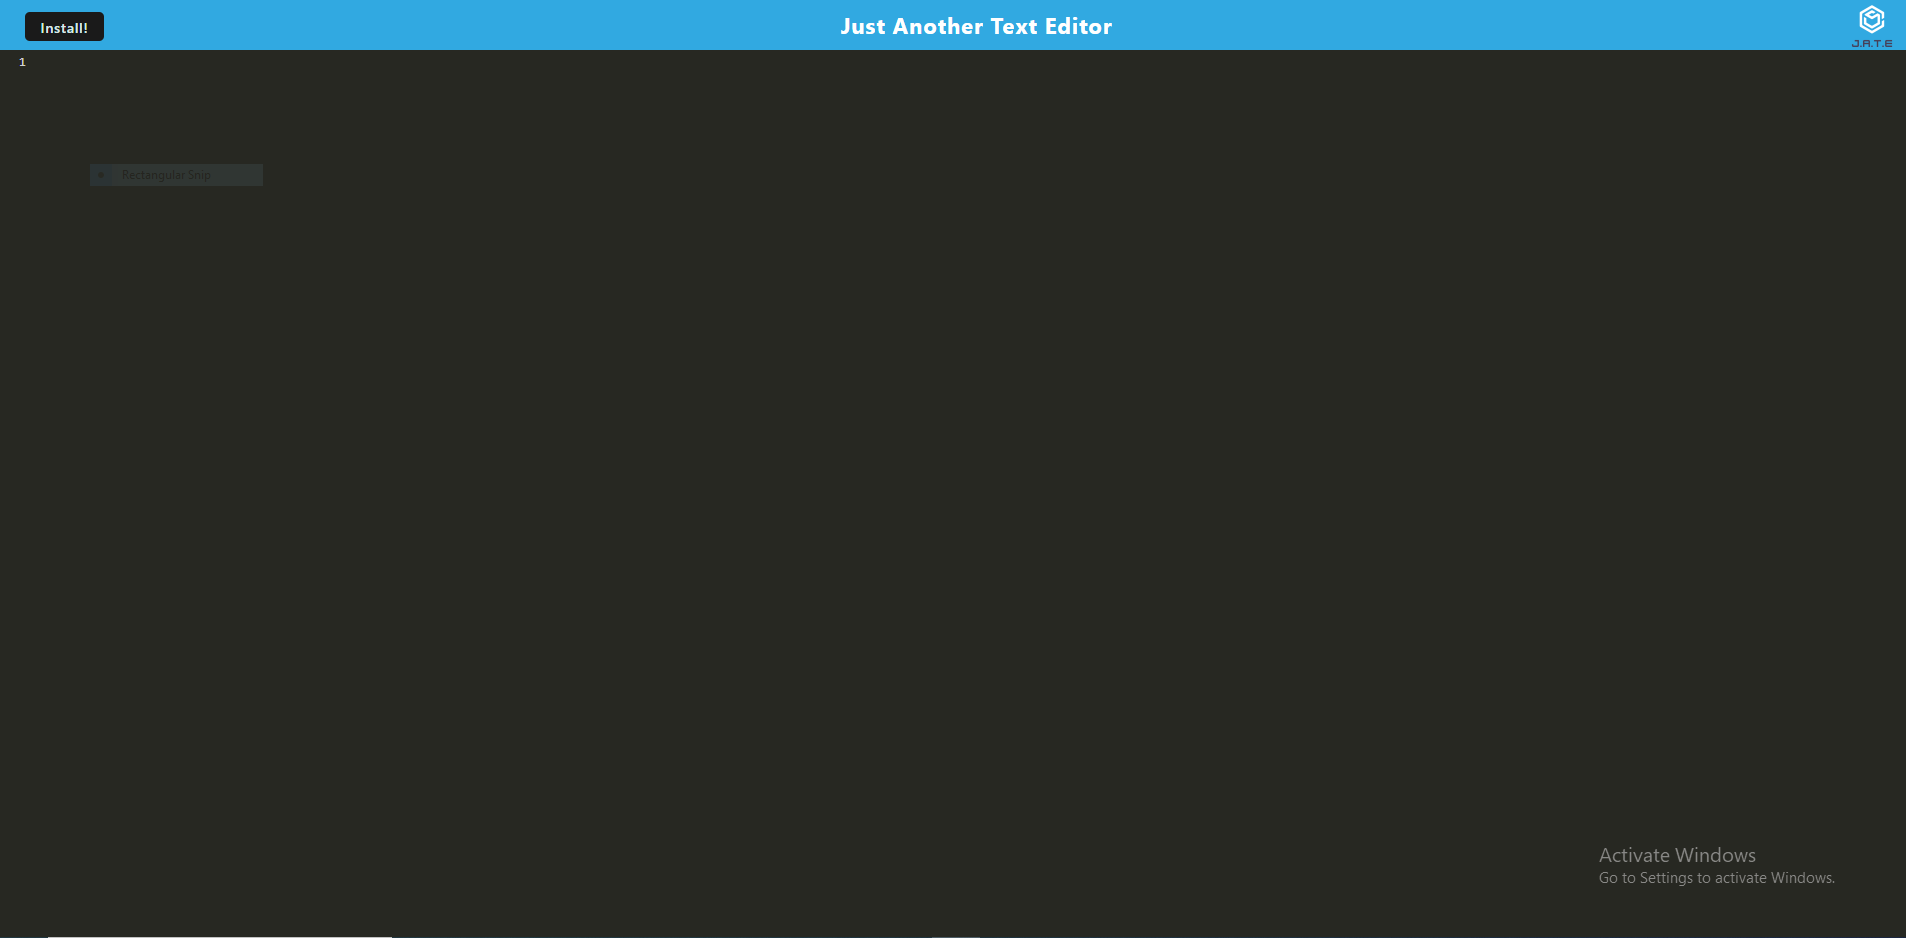 Install!
Just Another Text Editor
J.A.T.E
1
Rectangular Snip
Activate Windows
Go to Settings to activate Windows.